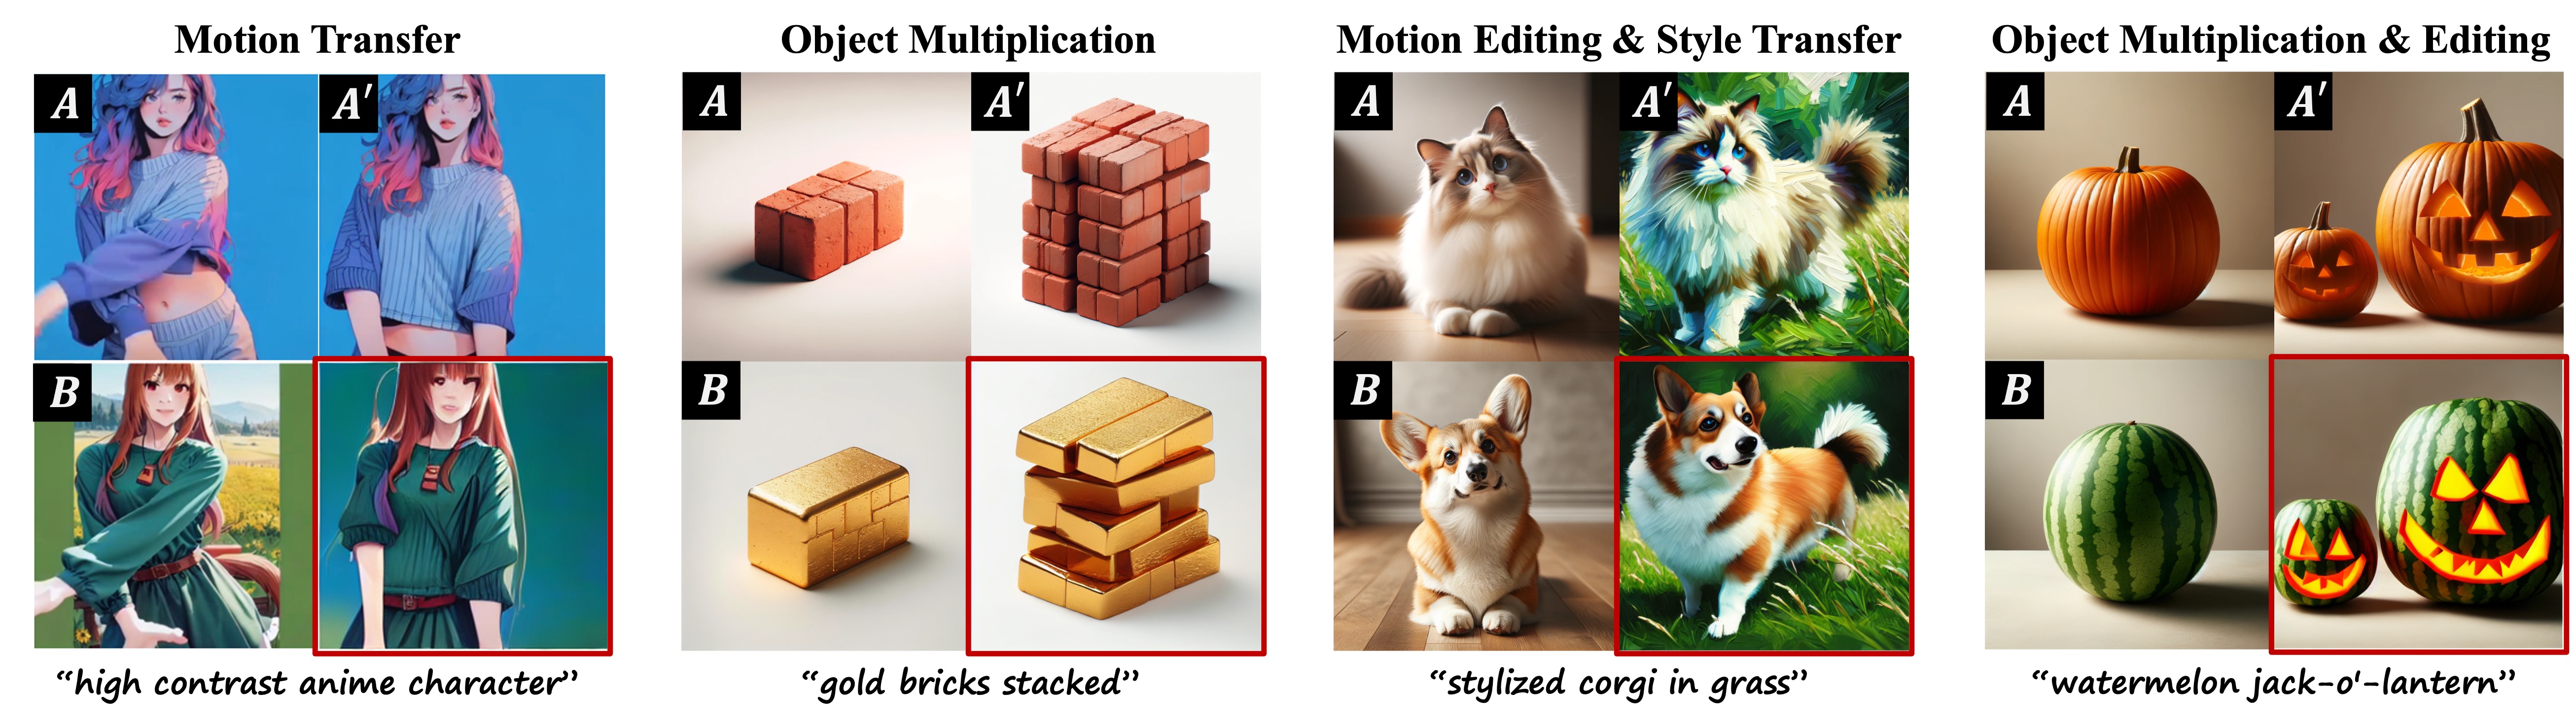 Motion Transfer
Object Multiplication
Motion Editing & Style Transfer
Object Multiplication & Editing
A
A′
A
A′
A
A′
A
A′
B
B
B
B
“high contrast anime character”
“gold bricks stacked”
“stylized corgi in grass”
“watermelon jack-o'-lantern”